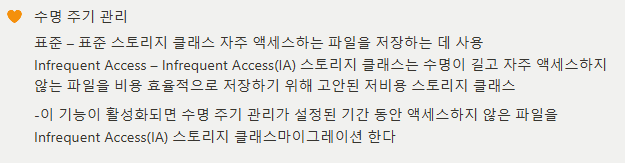 수명 주기 관리
표준 – 표준 스토리지 클래스 자주 액세스하는 파일을 저장하는 데 사용
Infrequent Access – Infrequent Access(IA) 스토리지 클래스는 수명이 길고 자주 액세스하지
않는 파일을 비용 효율적으로 저장하기 위해 고안된 저비용 스토리지 클래스
-이 기능이 활성화되면 수명 주기 관리가 설정된 기간 동안 액세스하지 않은 파일을
Infrequent Access(IA) 스토리지 클래스마이그레이션 한다